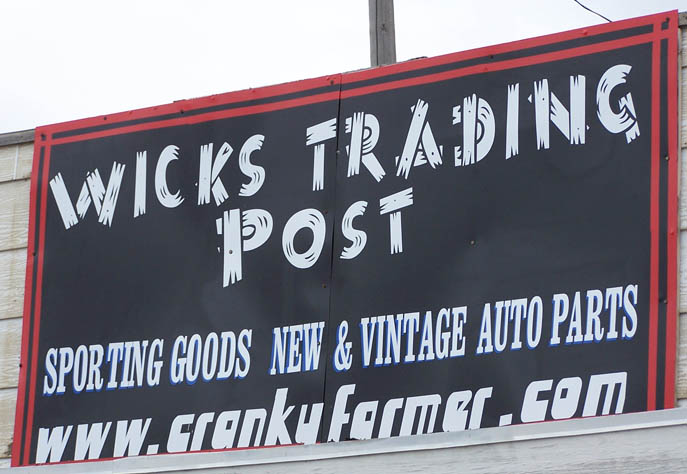 WICKS TRADING
POST
SPORTING GOODS NEW & VINTAGE AUTO PARTS
www.crankyfarmer.com